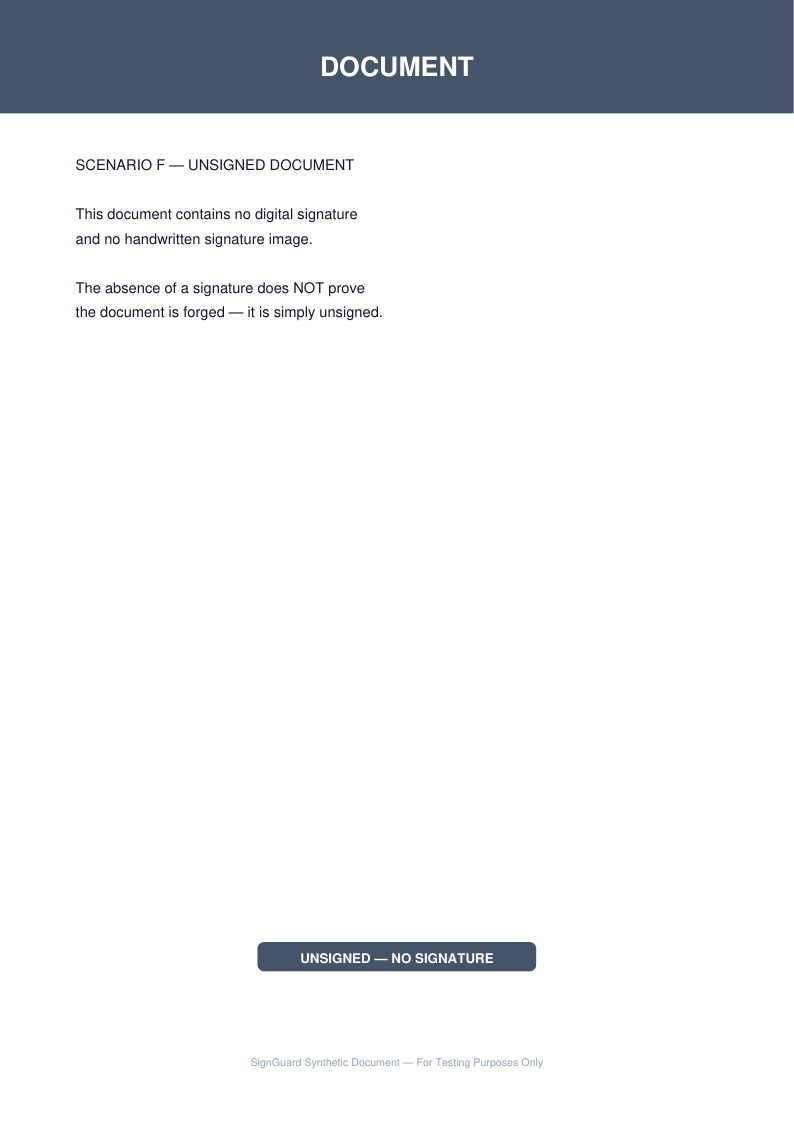 DOCUMENT
SCENARIO F — UNSIGNED DOCUMENT
This document contains no digital signature
and no handwritten signature image.
The absence of a signature does NOT prove
the document is forged — it is simply unsigned.
UNSIGNED — NO SIGNATURE
SignGuard Synthetic Document — For Testing Purposes Only